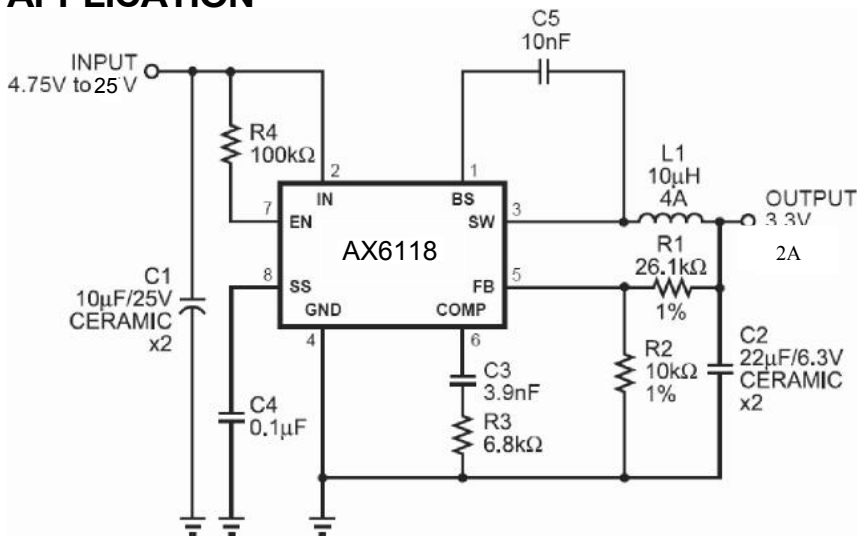 APPLICATION
C5
10nF
INPUT
4.75V to 25 V
R4
100kΩ
2
1
L1
10µH
4A
IN
BS
7
EN
SW
3
OUTPUT
3.3V
2A
AX6118
R1
26.1kΩ
1%
8
SS
FB
5
C1
10µF/25V
CERAMIC
x2
GND
COMP
4
6
C3
3.9nF
R2
10kΩ
1%
C2
22µF/6.3V
CERAMIC
x2
C4
0.1µF
R3
6.8kΩ